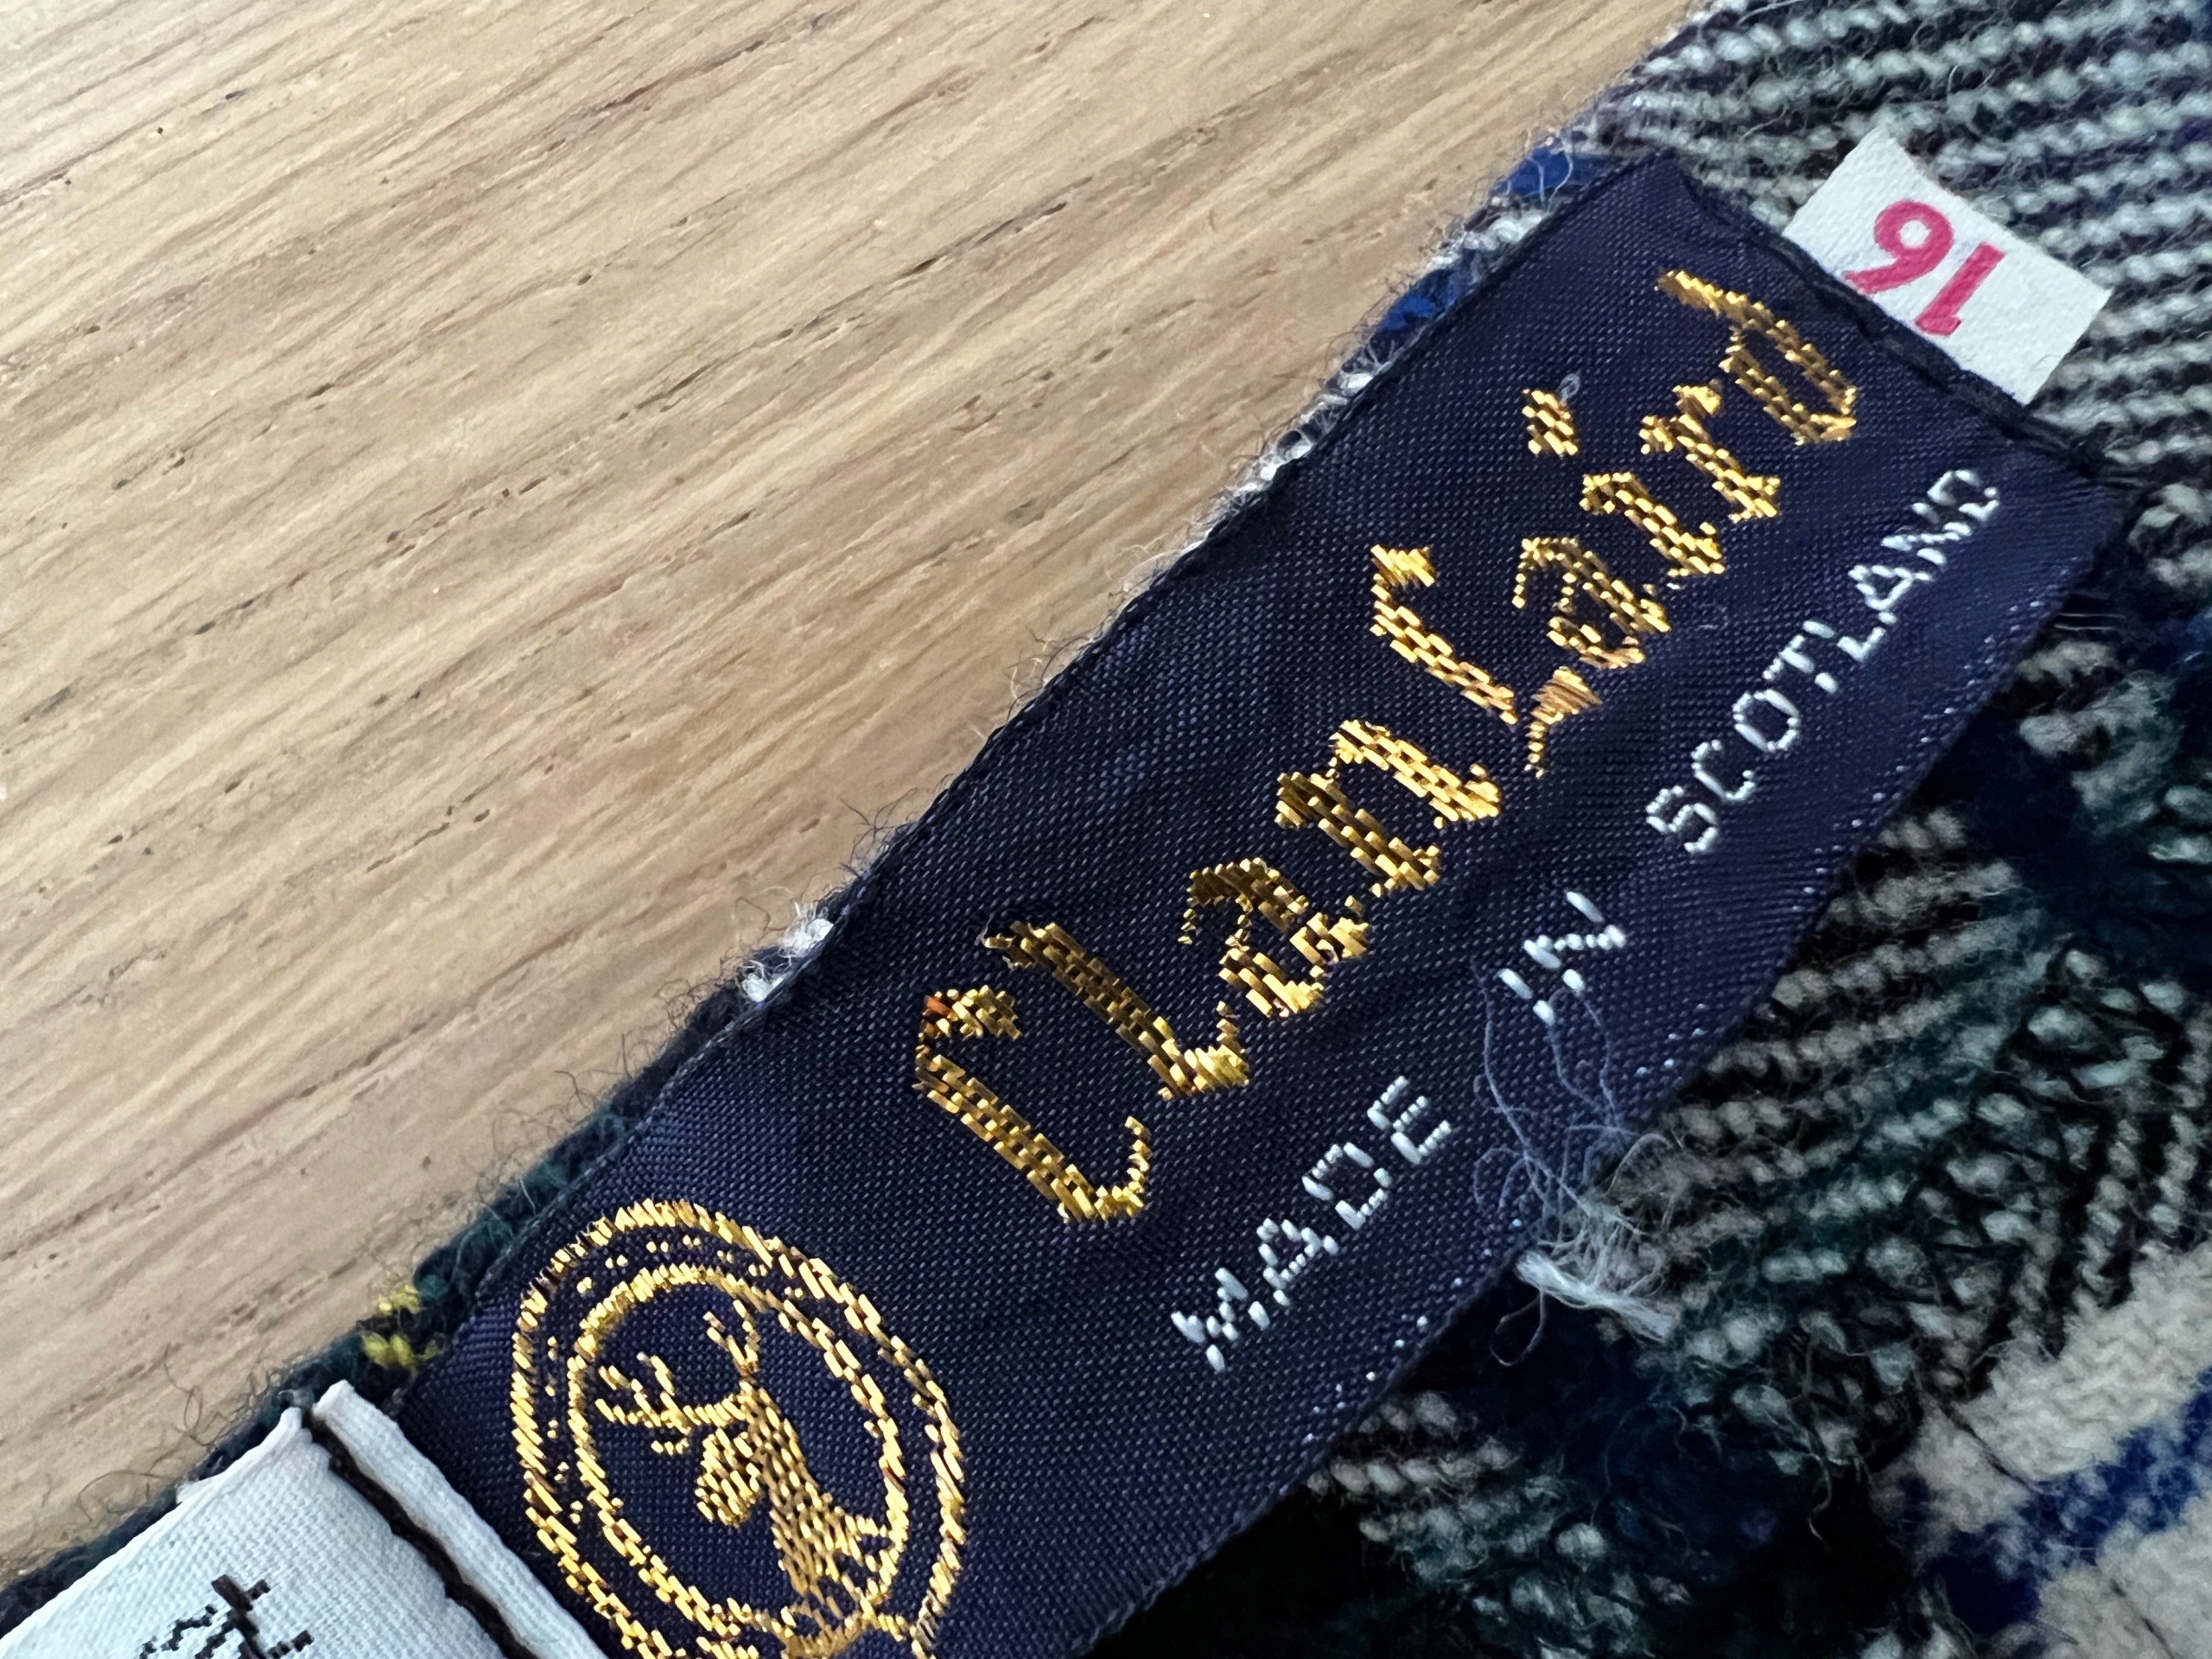 Clan Laird
MADE IN SCOTLAND
16